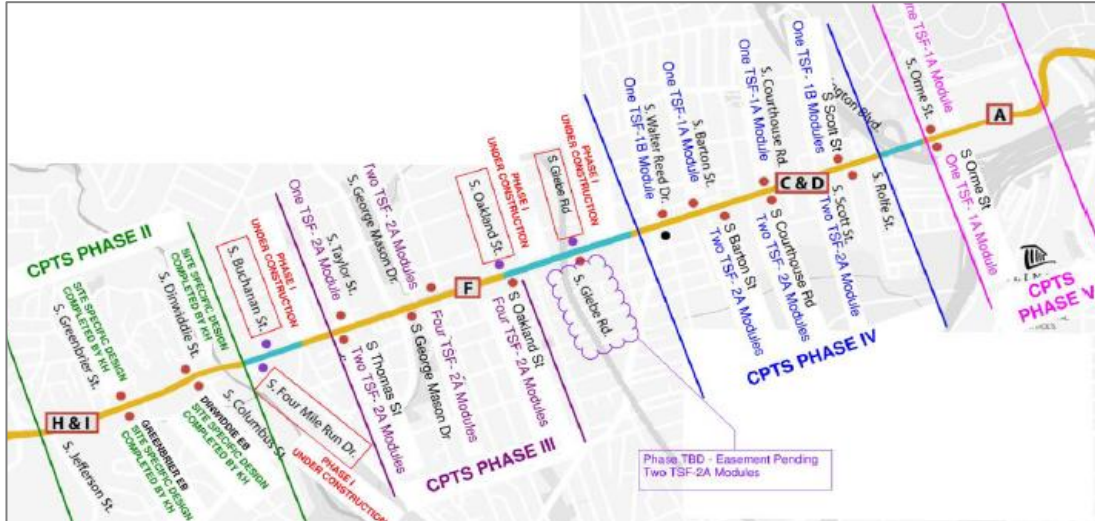 CPTS PHASE II
SITE SPECIFIC DESIGN
COMPLETED BY KH
S. Greenbrier St.
SITE SPECIFIC DESIGN
COMPLETED BY KH
S. Dinwiddie St.
S. Buchanan St.
PHASE I
UNDER CONSTRUCTION
H & I
S. Jefferson St.
GREENBRIER EB
SITE SPECIFIC DESIGN
COMPLETED BY KH
DINWIDDIE EB
SITE SPECIFIC DESIGN
COMPLETED BY KH
S. Columbus St.
S. Four Mile Run Dr.
PHASE I
UNDER CONSTRUCTION
One TSF- 2A Module
S. Taylor St.
Two TSF- 2A Modules
S. George Mason Dr.
F
S. Oakland St.
PHASE I
UNDER CONSTRUCTION
S Glebe Rd
PHASE I
UNDER CONSTRUCTION
S Thomas St
Two TSF- 2A Modules
S George Mason Dr
Four TSF- 2A Modules
S Oakland St
Four TSF- 2A Modules
CPTS PHASE III
S. Glebe Rd.
Phase TBD - Easement Pending
Two TSF-2A Modules
One TSF-1B Module
S. Walter Reed Dr.
One TSF-1A Module
S. Barton St.
One TSF-1A Module
S. Courthouse Rd.
One TSF- 1B Modules
S Scott St
C & D
S Barton St
Two TSF- 2A Modules
S Courthouse Rd
Two TSF- 2A Modules
S. Scott St.
Two TSF-2A Modules
S. Rolfe St.
CPTS PHASE IV
ngton Blvd.
One TSF-1A Module
S. Orme St.
A
S Orme St
One TSF- 1A Module
CPTS
PHASE V